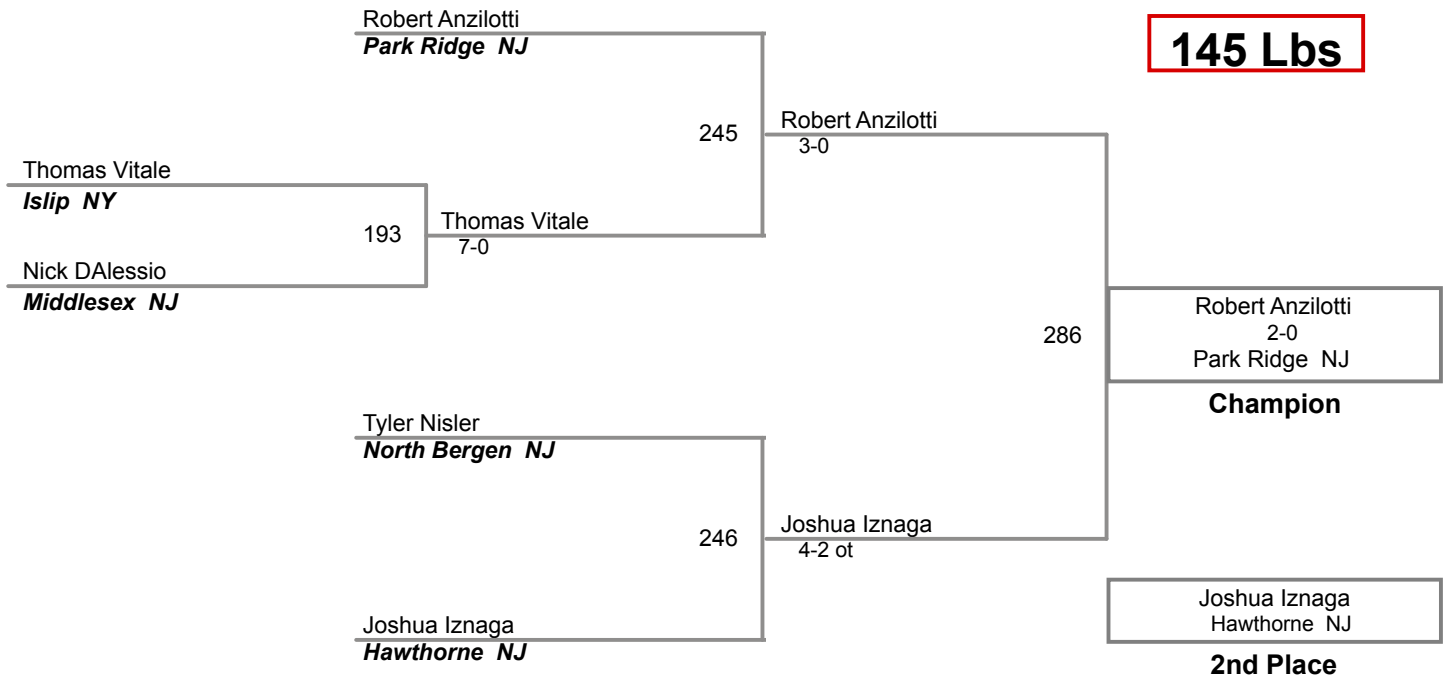 Robert Anzilotti
Park Ridge NJ
145 Lbs
245
Robert Anzilotti
3-0
Thomas Vitale
Islip NY
193
Thomas Vitale
7-0
Nick DAlessio
Middlesex NJ
286
Robert Anzilotti
2-0
Park Ridge NJ
Champion
Tyler Nisler
North Bergen NJ
246
Joshua Iznaga
4-2 ot
Joshua Iznaga
Hawthorne NJ
Joshua Iznaga
Hawthorne NJ
2nd Place